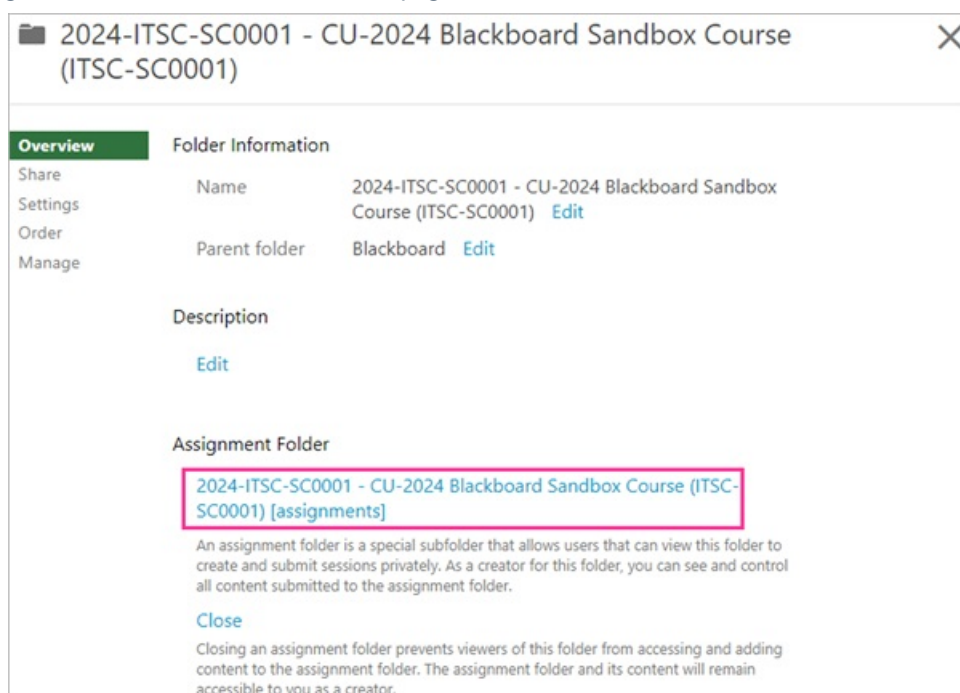 2024-ITSC-SC0001 - CU-2024 Blackboard Sandbox Course
(ITSC-SC0001)
Overview
Share
Settings
Order
Manage
Folder Information
Name 2024-ITSC-SC0001 - CU-2024 Blackboard Sandbox
Course (ITSC-SC0001) Edit
Parent folder Blackboard Edit
Description
Edit
Assignment Folder
2024-ITSC-SC0001 - CU-2024 Blackboard Sandbox Course (ITSC-
SC0001) [assignments]
An assignment folder is a special subfolder that allows users that can view this folder to
create and submit sessions privately. As a creator for this folder, you can see and control
all content submitted to the assignment folder.
Close
Closing an assignment folder prevents viewers of this folder from accessing and adding
content to the assignment folder. The assignment folder and its content will remain
accessible to you as a creator.